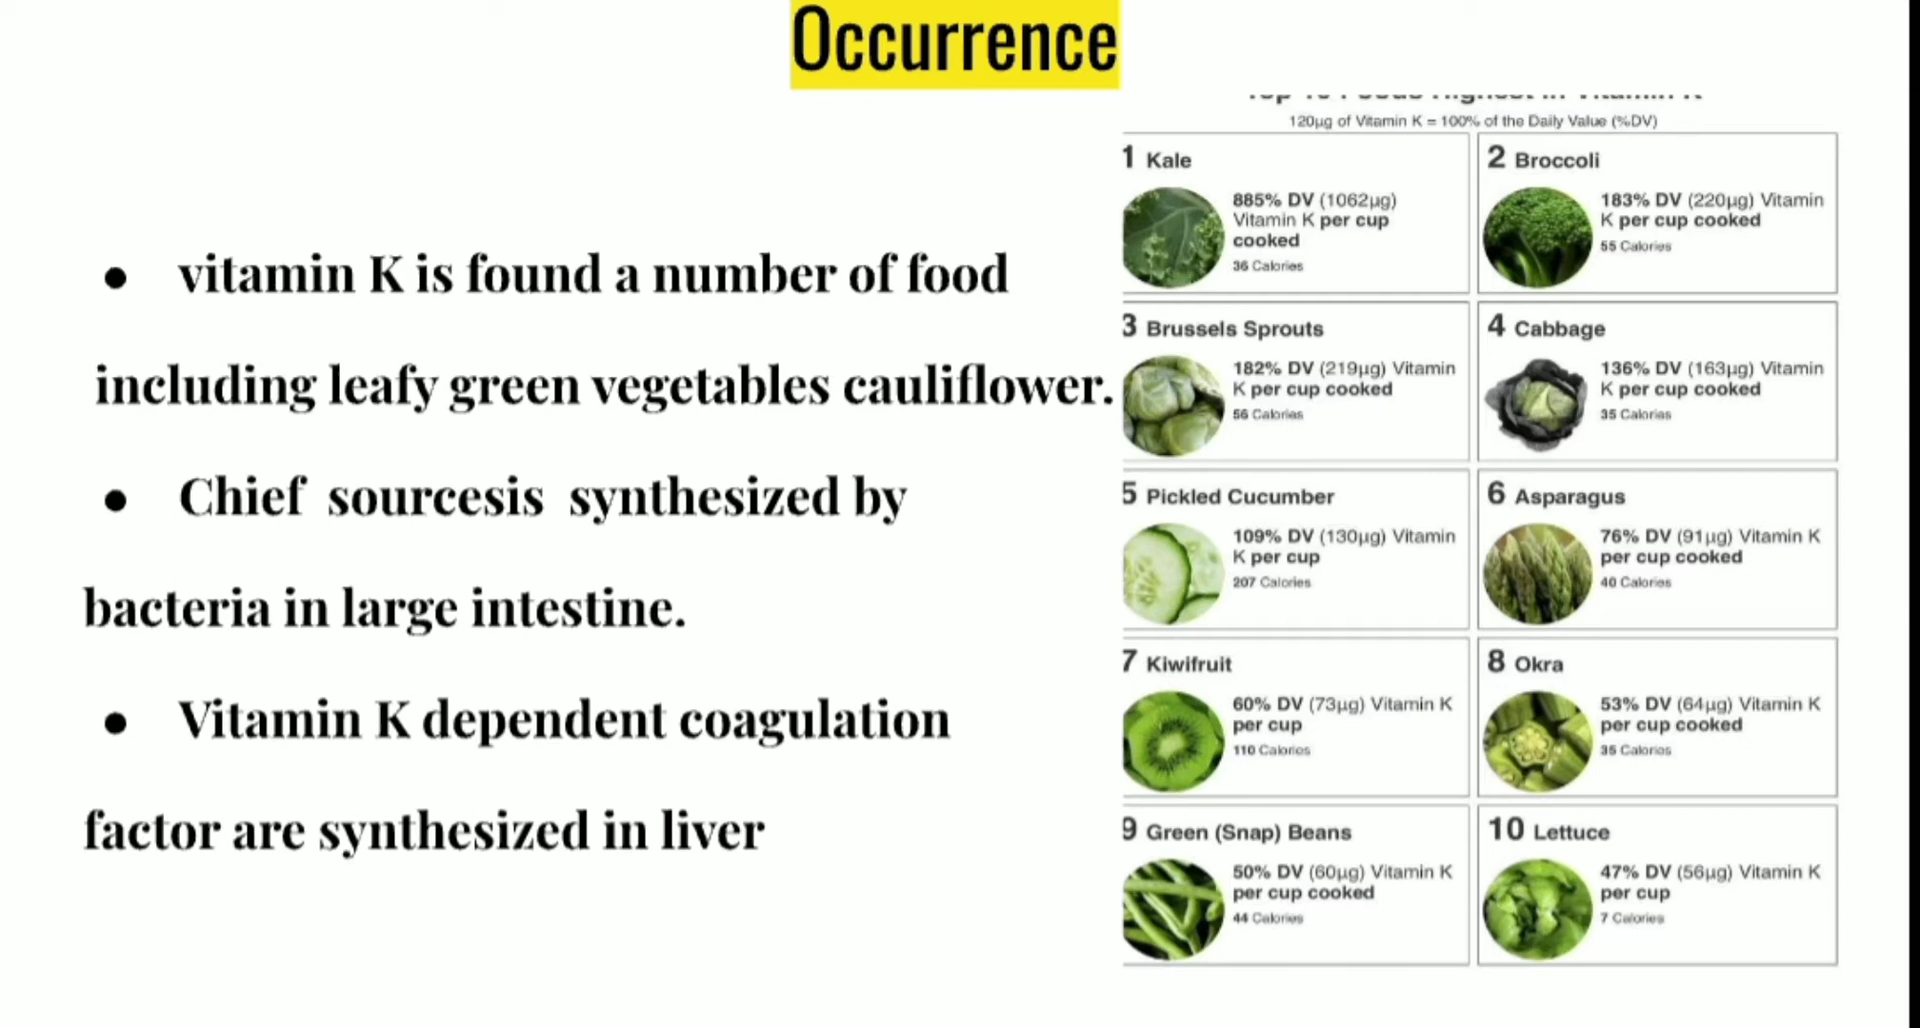 Occurrence
vitamin K is found a number of food
including leafy green vegetables cauliflower.
Chief sourcesis synthesized by
bacteria in large intestine.
Vitamin K dependent coagulation
factor are synthesized in liver
Top 10 Foods Highest in Vitamin K
120µg of Vitamin K = 100% of the Daily Value (%DV)
1 Kale
885% DV (1062µg)
Vitamin K per cup
cooked
36 Calories
2 Broccoli
183% DV (220µg) Vitamin
K per cup cooked
55 Calories
3 Brussels Sprouts
182% DV (219µg) Vitamin
K per cup cooked
56 Calories
4 Cabbage
136% DV (163µg) Vitamin
K per cup cooked
35 Calories
5 Pickled Cucumber
109% DV (130µg) Vitamin
K per cup
207 Calories
6 Asparagus
76% DV (91µg) Vitamin K
per cup cooked
40 Calories
7 Kiwifruit
60% DV (73µg) Vitamin K
per cup
110 Calories
8 Okra
53% DV (64µg) Vitamin K
per cup cooked
35 Calories
9 Green (Snap) Beans
50% DV (60µg) Vitamin K
per cup cooked
44 Calories
10 Lettuce
47% DV (56µg) Vitamin K
per cup
7 Calories